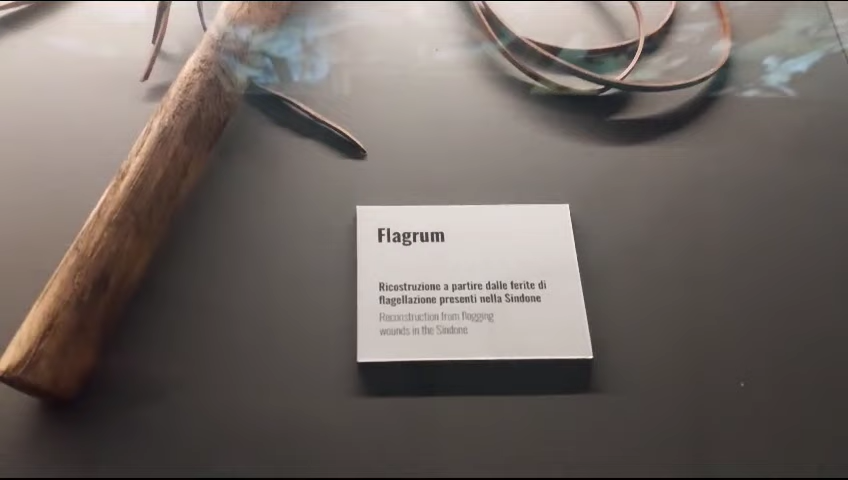 Flagrum
Ricostruzione a partire dalle ferite di
flagellazione presenti nella Sindone
Reconstruction from flogging
wounds in the Sindone